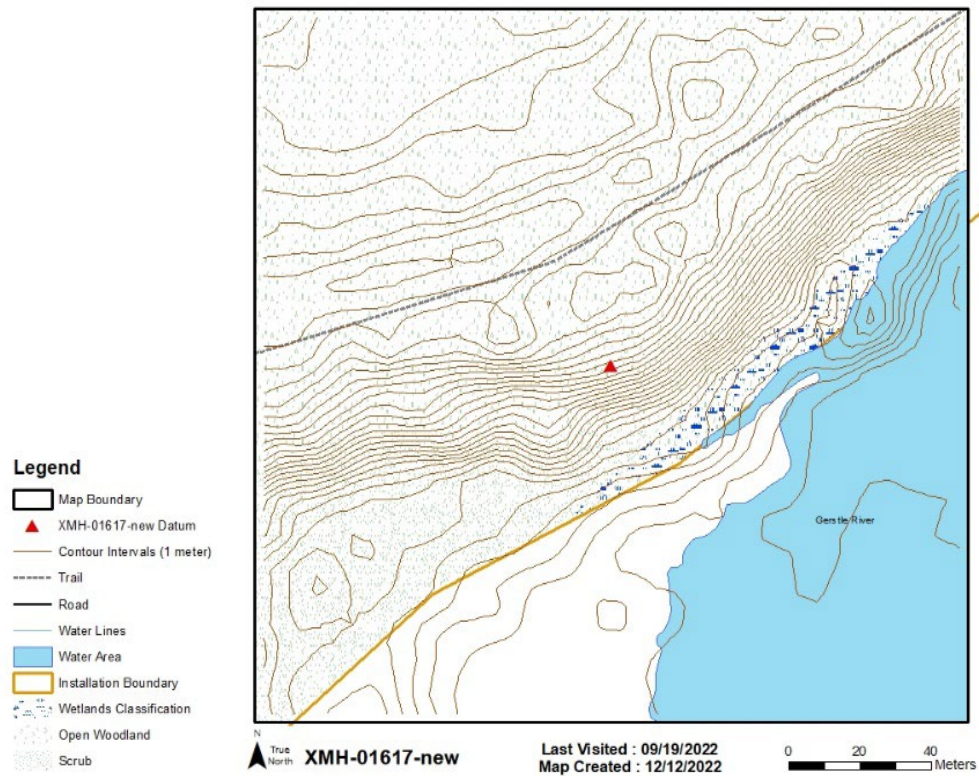 Gerstle River
Legend
Map Boundary
XMH-01617-new Datum
Contour Intervals (1 meter)
Trail
Road
Water Lines
Water Area
Installation Boundary
Wetlands Classification
Open Woodland
Scrub
N
True
North
XMH-01617-new
Last Visited : 09/19/2022
Map Created : 12/12/2022
0 20 40
Meters